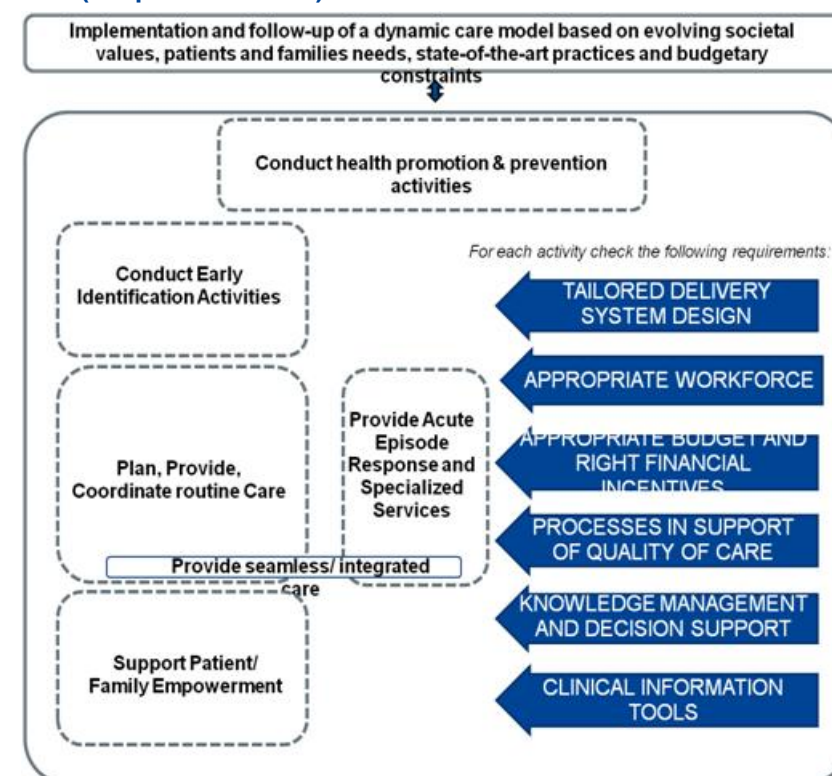 Implementation and follow-up of a dynamic care model based on evolving societal
values, patients and families needs, state-of-the-art practices and budgetary
constraints
Conduct health promotion & prevention
activities
Conduct Early
Identification Activities
For each activity check the following requirements:
TAILORED DELIVERY
SYSTEM DESIGN
APPROPRIATE WORKFORCE
APPROPRIATE BUDGET AND
RIGHT FINANCIAL
INCENTIVES
Plan, Provide,
Coordinate routine Care
Provide Acute
Episode
Response and
Specialized
Services
PROCESSES IN SUPPORT
OF QUALITY OF CARE
Provide seamless/ integrated
care
KNOWLEDGE MANAGEMENT
AND DECISION SUPPORT
Support Patient/
Family Empowerment
CLINICAL INFORMATION
TOOLS